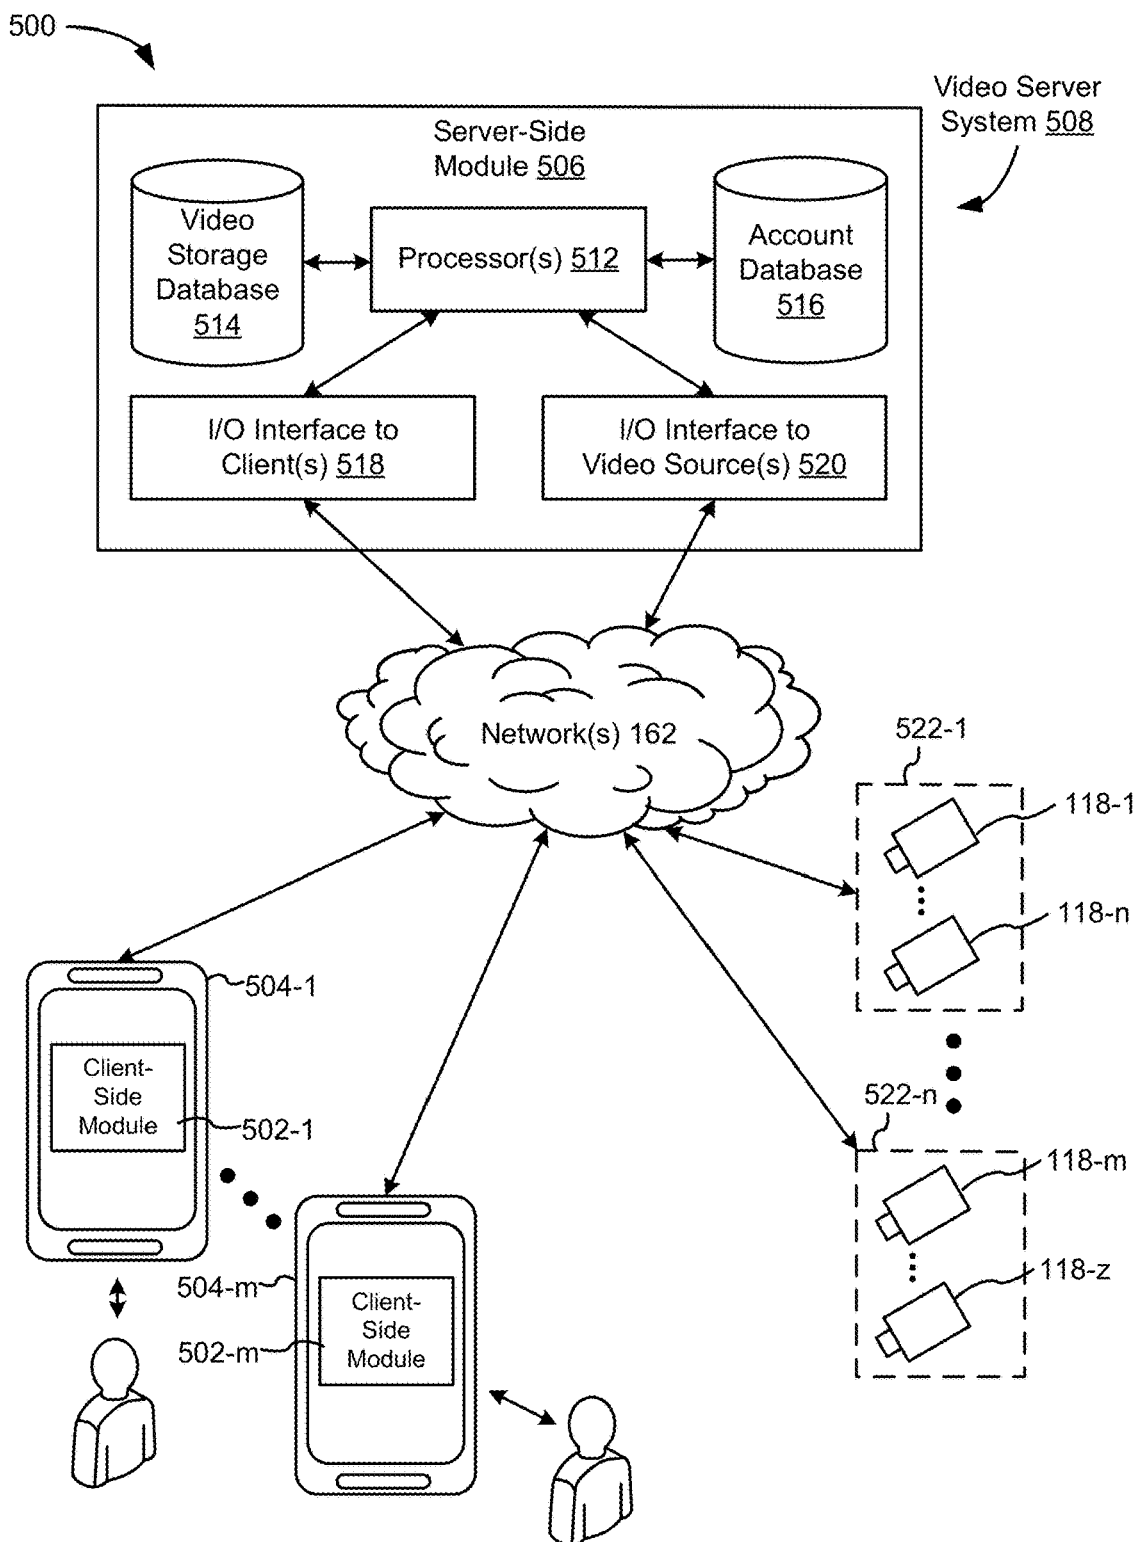 500
Video Server
System 508
Server-Side
Module 506
Video
Storage
Database
514
Processor(s) 512
Account
Database
516
I/O Interface to
Client(s) 518
I/O Interface to
Video Source(s) 520
Network(s) 162
522-1
118-1
118-n
504-1
Client-
Side
Module
502-1
522-n
118-m
118-z
504-m
Client-
Side
Module
502-m